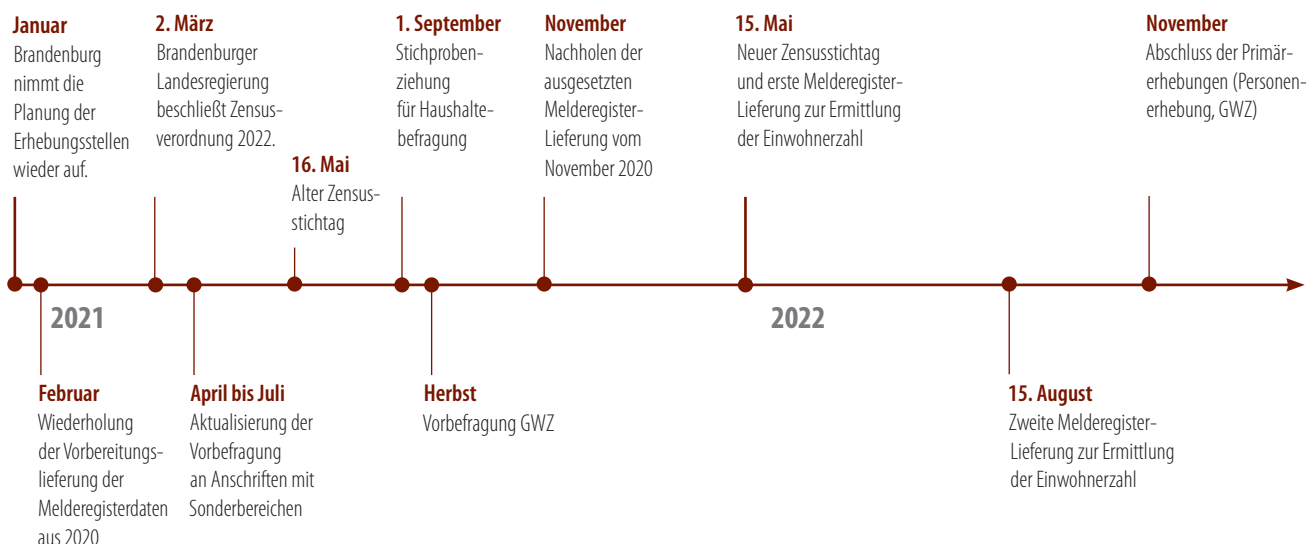 Januar
Brandenburg
nimmt die
Planung der
Erhebungsstellen
wieder auf.
2. März
Brandenburger
Landesregierung
beschließt Zensus-
verordnung 2022.
16. Mai
Alter Zensus-
stichtag
1. September
Stichproben-
ziehung
für Haushalte-
befragung
November
Nachholen der
ausgesetzten
Melderegister-
Lieferung vom
November 2020
15. Mai
Neuer Zensusstichtag
und erste Melderegister-
Lieferung zur Ermittlung
der Einwohnerzahl
November
Abschluss der Primär-
erhebungen (Personen-
erhebung, GWZ)
2021
2022
Februar
Wiederholung
der Vorbereitungs-
lieferung der
Melderegisterdaten
aus 2020
April bis Juli
Aktualisierung der
Vorbefragung
an Anschriften mit
Sonderbereichen
Herbst
Vorbefragung GWZ
15. August
Zweite Melderegister-
Lieferung zur Ermittlung
der Einwohnerzahl